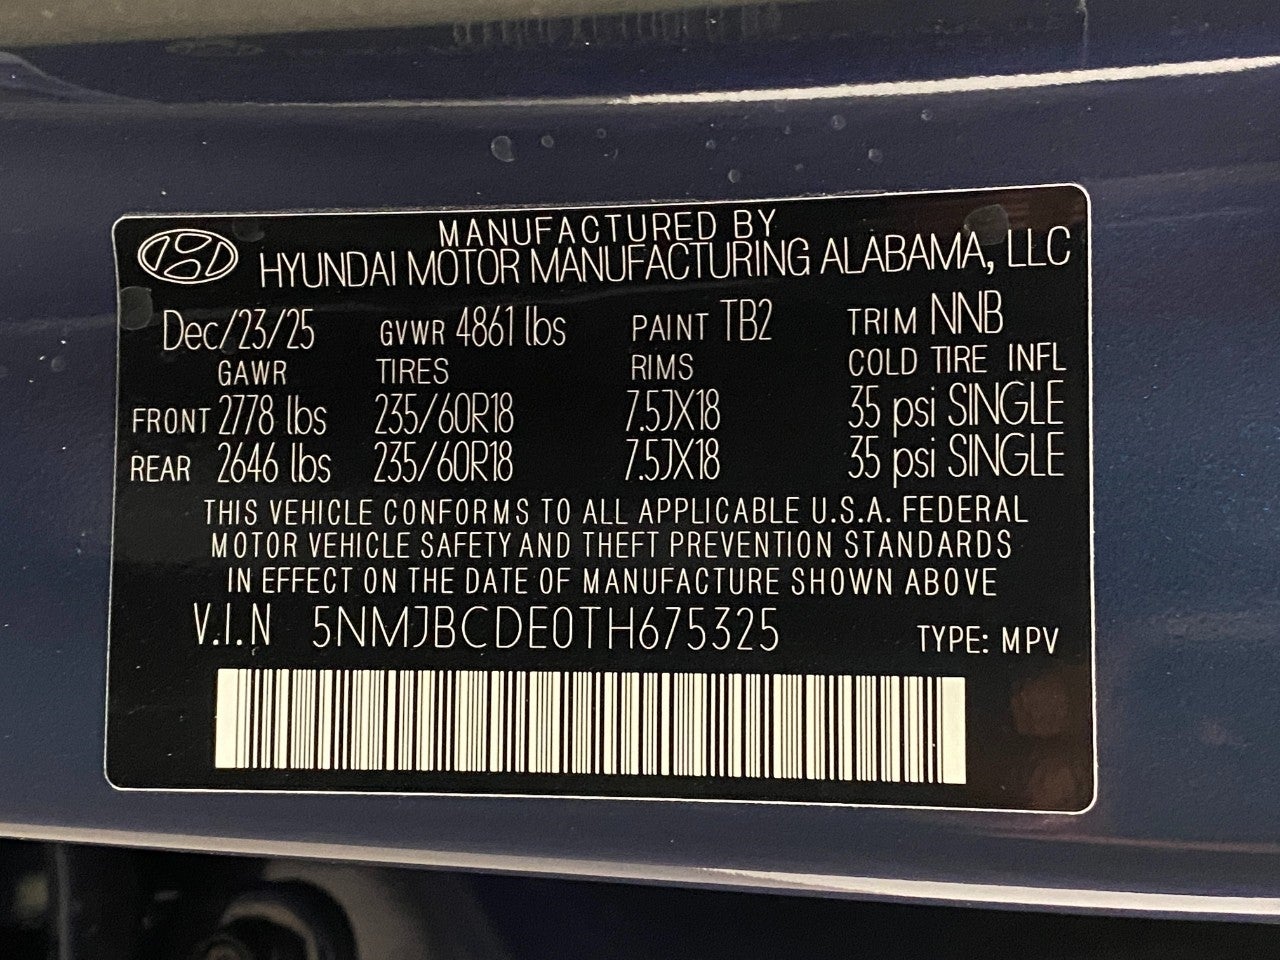 MANUFACTURED BY
HYUNDAI MOTOR MANUFACTURING ALABAMA, LLC
Dec/23/25 GVWR 4861 lbs PAINT TB2 TRIM NNB
GAWR TIRES RIMS COLD TIRE INFL
FRONT 2778 lbs 235/60R18 7.5JX18 35 psi SINGLE
REAR 2646 lbs 235/60R18 7.5JX18 35 psi SINGLE
THIS VEHICLE CONFORMS TO ALL APPLICABLE U.S.A. FEDERAL
MOTOR VEHICLE SAFETY AND THEFT PREVENTION STANDARDS
IN EFFECT ON THE DATE OF MANUFACTURE SHOWN ABOVE
V.I.N 5NMJBCDE0TH675325 TYPE: MPV